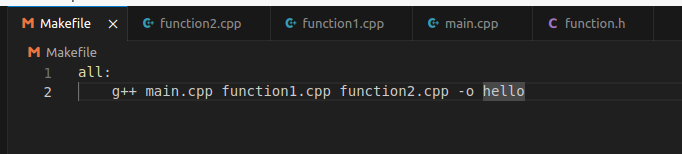 M Makefile × function2.cpp function1.cpp main.cpp C function.h
M Makefile
1 all:
2 g++ main.cpp function1.cpp function2.cpp -o hello